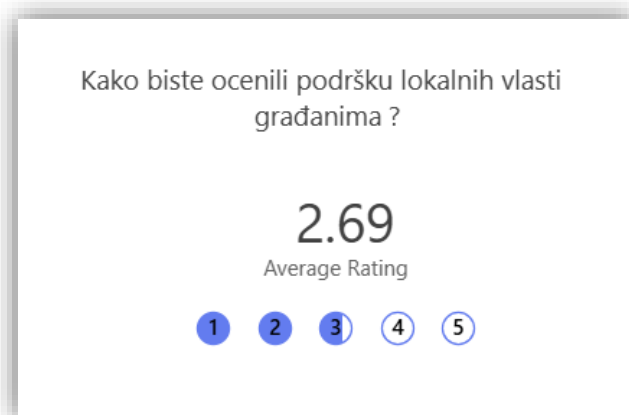 Kako biste ocenili podršku lokalnih vlasti
građanima ?
2.69
Average Rating
1 2 3 4 5